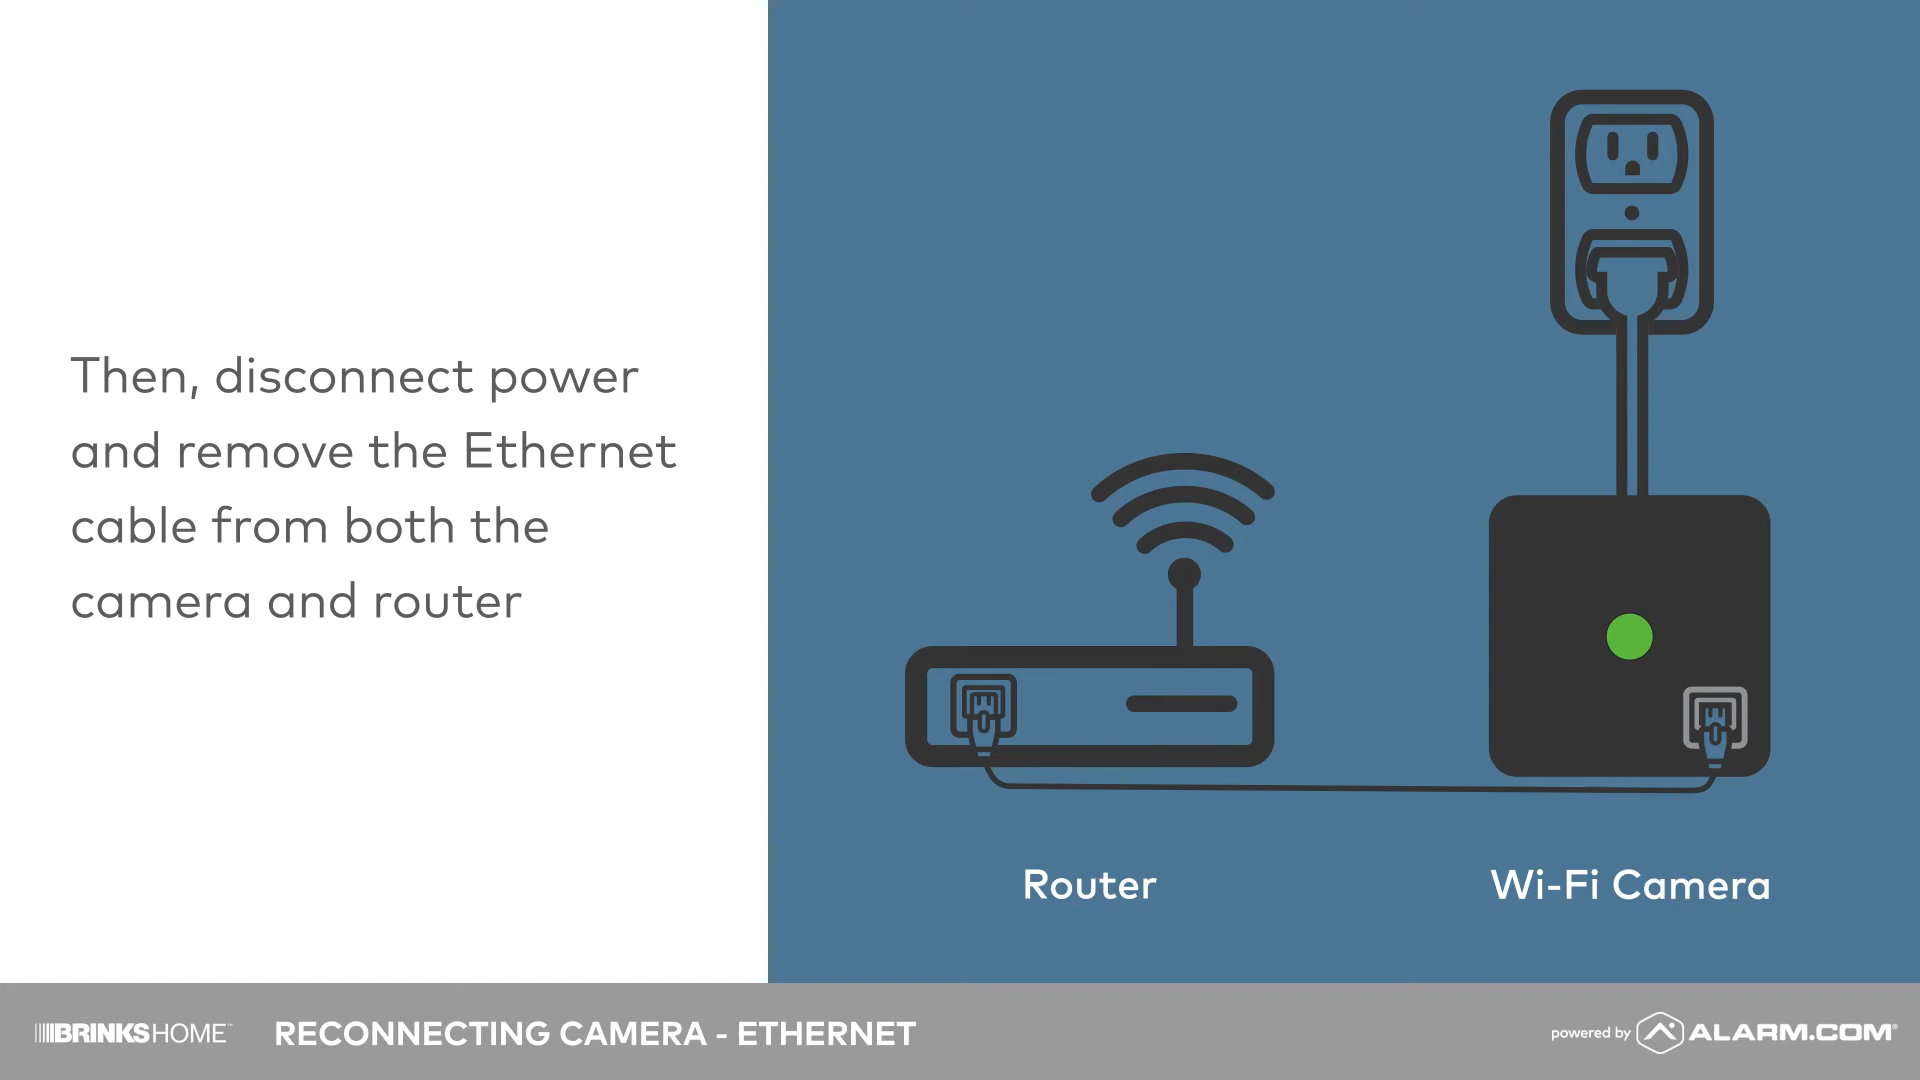 Then, disconnect power
and remove the Ethernet
cable from both the
camera and router
Router
Wi-Fi Camera
BRINKSHOME™
RECONNECTING CAMERA - ETHERNET
powered by ALARM.COM®